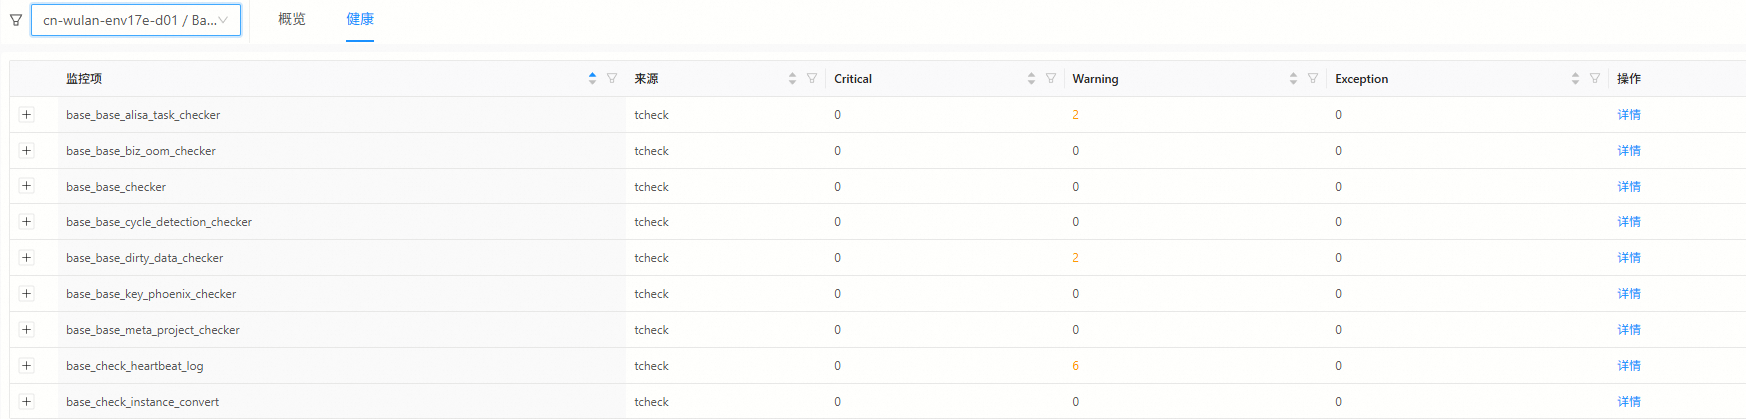 cn-wulan-env17e-d01 / Ba... 概览 健康
监控项 来源 Critical Warning Exception 操作
base_base_alisa_task_checker tcheck 0 2 0 详情
base_base_biz_oom_checker tcheck 0 0 0 详情
base_base_checker tcheck 0 0 0 详情
base_base_cycle_detection_checker tcheck 0 0 0 详情
base_base_dirty_data_checker tcheck 0 2 0 详情
base_base_key_phoenix_checker tcheck 0 0 0 详情
base_base_meta_project_checker tcheck 0 0 0 详情
base_check_heartbeat_log tcheck 0 6 0 详情
base_check_instance_convert tcheck 0 0 0 详情